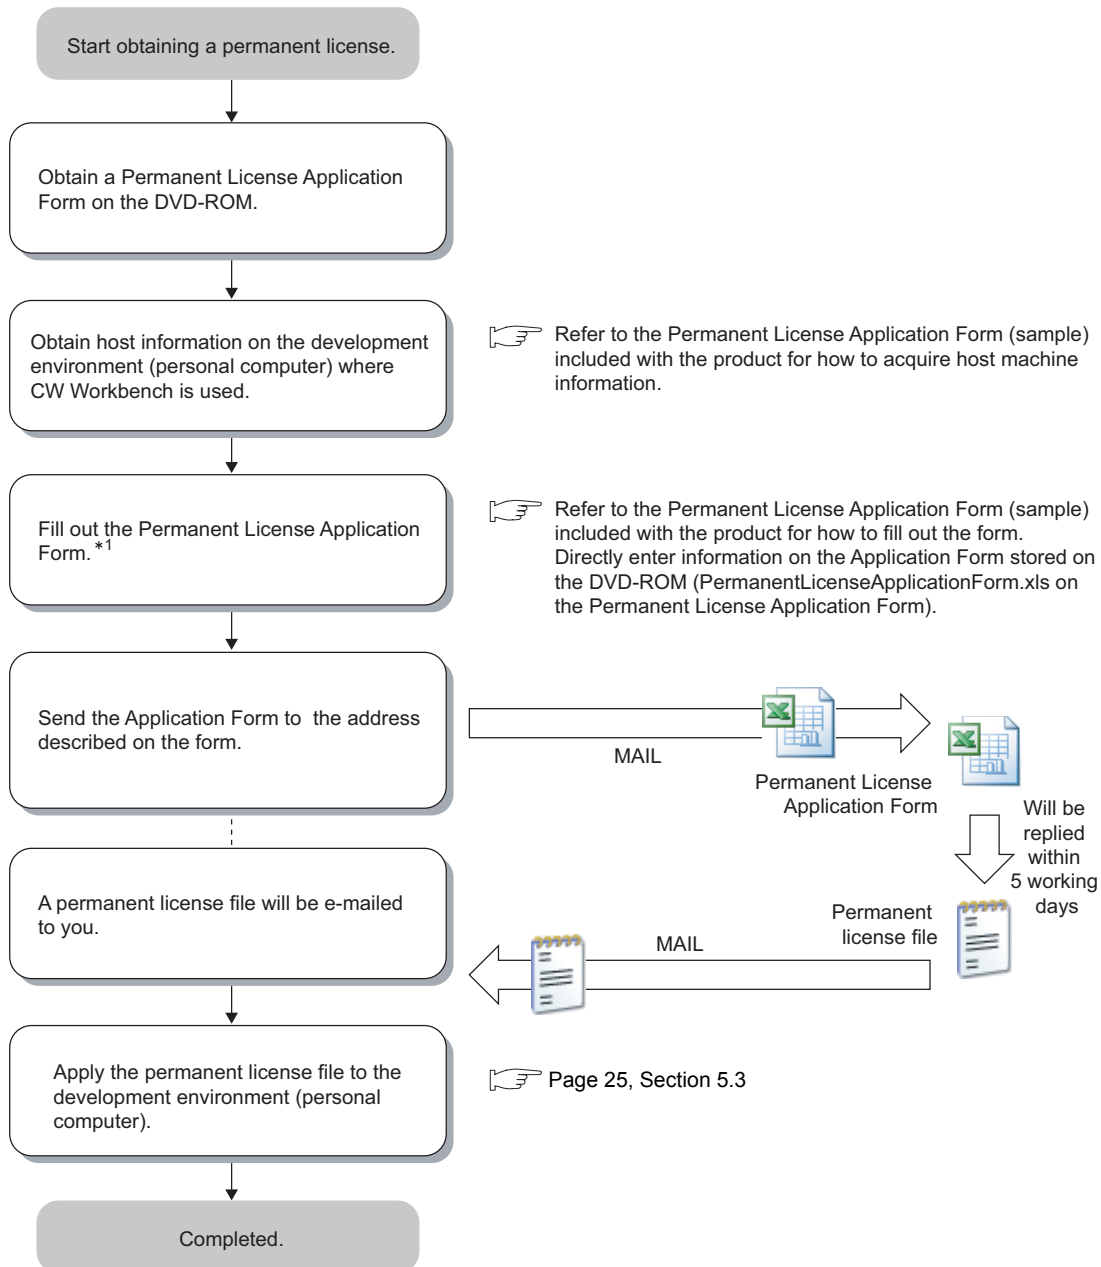 Start obtaining a permanent license.
Obtain a Permanent License Application
Form on the DVD-ROM.
Obtain host information on the development
environment (personal computer) where
CW Workbench is used.
Refer to the Permanent License Application Form (sample)
included with the product for how to acquire host machine
information.
Fill out the Permanent License Application
Form. *1
Refer to the Permanent License Application Form (sample)
included with the product for how to fill out the form.
Directly enter information on the Application Form stored on
the DVD-ROM (PermanentLicenseApplicationForm.xls on
the Permanent License Application Form).
Send the Application Form to  the address
described on the form.
MAIL
Permanent License
Application Form
Will be
replied
within
5 working
days
A permanent license file will be e-mailed
to you.
MAIL
Permanent
license file
Apply the permanent license file to the
development environment (personal
computer).
Page 25, Section 5.3
Completed.